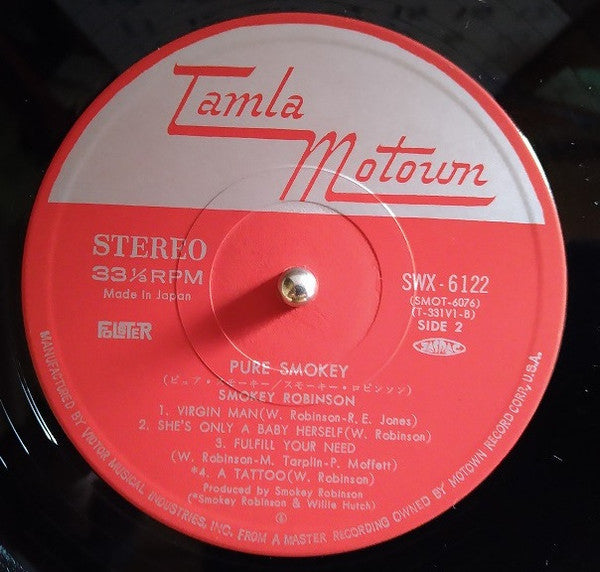 Tamla
Motown
STEREO
33⅓RPM
Made in Japan
SWX-6122
(SMOT-6076)
(T-331V1-B)
SIDE 2
JASRAC
PURE SMOKEY
(ピュア・スモーキー/スモーキー・ロビンソン)
SMOKEY ROBINSON
1. VIRGIN MAN(W. Robinson-R.E. Jones)
2. SHE'S ONLY A BABY HERSELF(W. Robinson)
3. FULFILL YOUR NEED
(W. Robinson-M. Tarplin-P. Moffett)
*4. A TATTOO(W. Robinson)
Produced by Smokey Robinson
(*Smokey Robinson & Willie Hutch)
MANUFACTURED BY VICTOR MUSICAL INDUSTRIES, INC. FROM A MASTER RECORDING OWNED BY MOTOWN RECORD CORP., U.S.A.